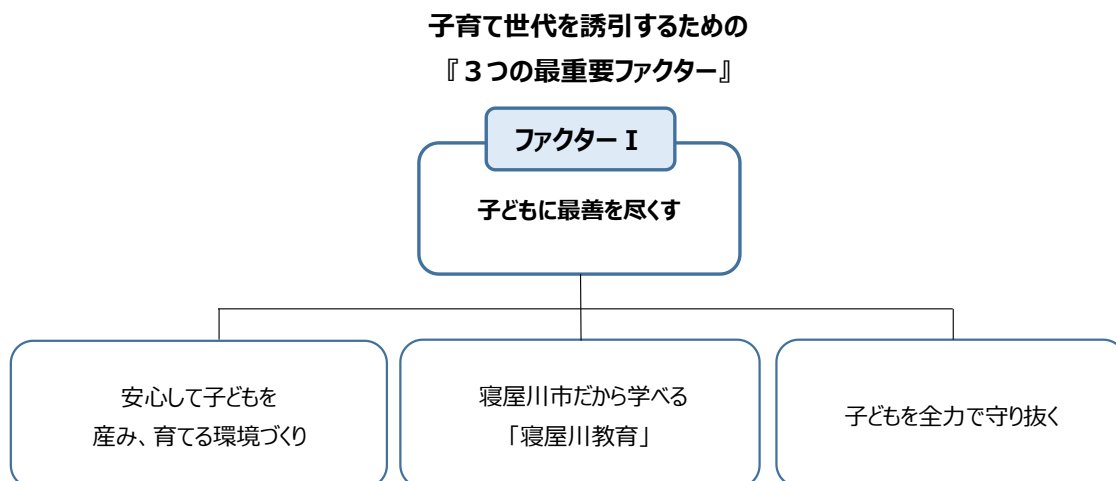 子育て世代を誘引するための
『３つの最重要ファクター』
ファクターⅠ
子どもに最善を尽くす
安心して子どもを
産み、育てる環境づくり
寝屋川市だから学べる
「寝屋川教育」
子どもを全力で守り抜く